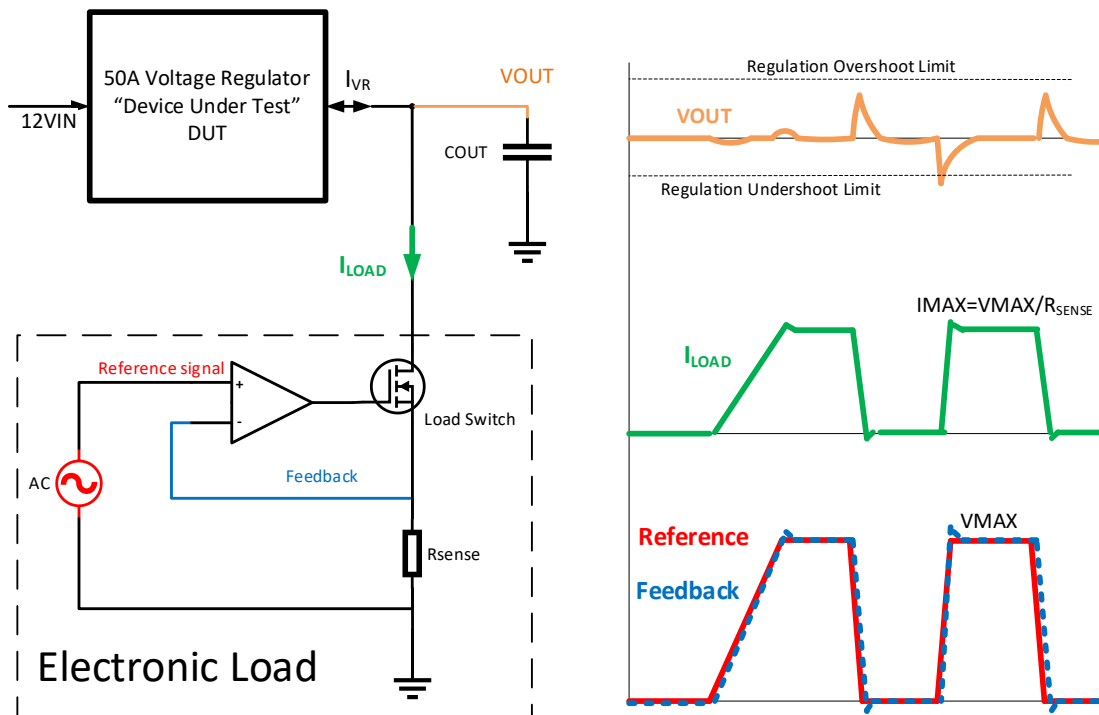 50A Voltage Regulator
“Device Under Test”
DUT
12VIN
IVR
VOUT
COUT
ILOAD
Reference signal
+
-
Load Switch
Feedback
AC
Rsense
Electronic Load
Regulation Overshoot Limit
VOUT
Regulation Undershoot Limit
IMAX=VMAX/RSENSE
ILOAD
VMAX
Reference
Feedback